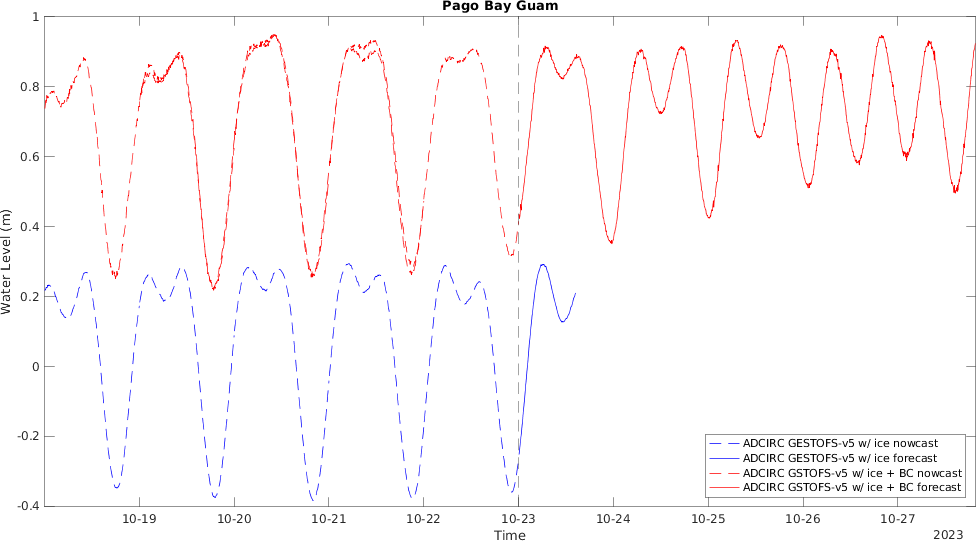 Pago Bay Guam
1
0.8
0.6
0.4
0.2
0
-0.2
-0.4
Water Level (m)
ADCIRC GESTOFS-v5 w/ ice nowcast
ADCIRC GESTOFS-v5 w/ ice forecast
ADCIRC GSTOFS-v5 w/ ice + BC nowcast
ADCIRC GSTOFS-v5 w/ ice + BC forecast
10-19 10-20 10-21 10-22 10-23 10-24 10-25 10-26 10-27
Time
2023